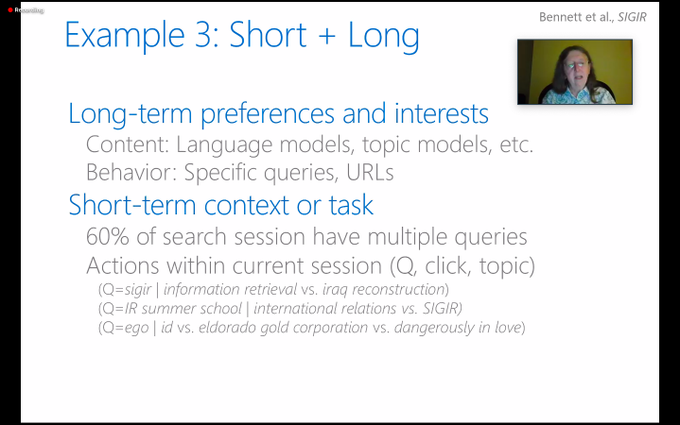 Recording
Bennett et al., SIGIR
Example 3: Short + Long
Long-term preferences and interests
Content: Language models, topic models, etc.
Behavior: Specific queries, URLs
Short-term context or task
60% of search session have multiple queries
Actions within current session (Q, click, topic)
(Q=sigir | information retrieval vs. iraq reconstruction)
(Q=IR summer school | international relations vs. SIGIR)
(Q=ego | id vs. eldorado gold corporation vs. dangerously in love)